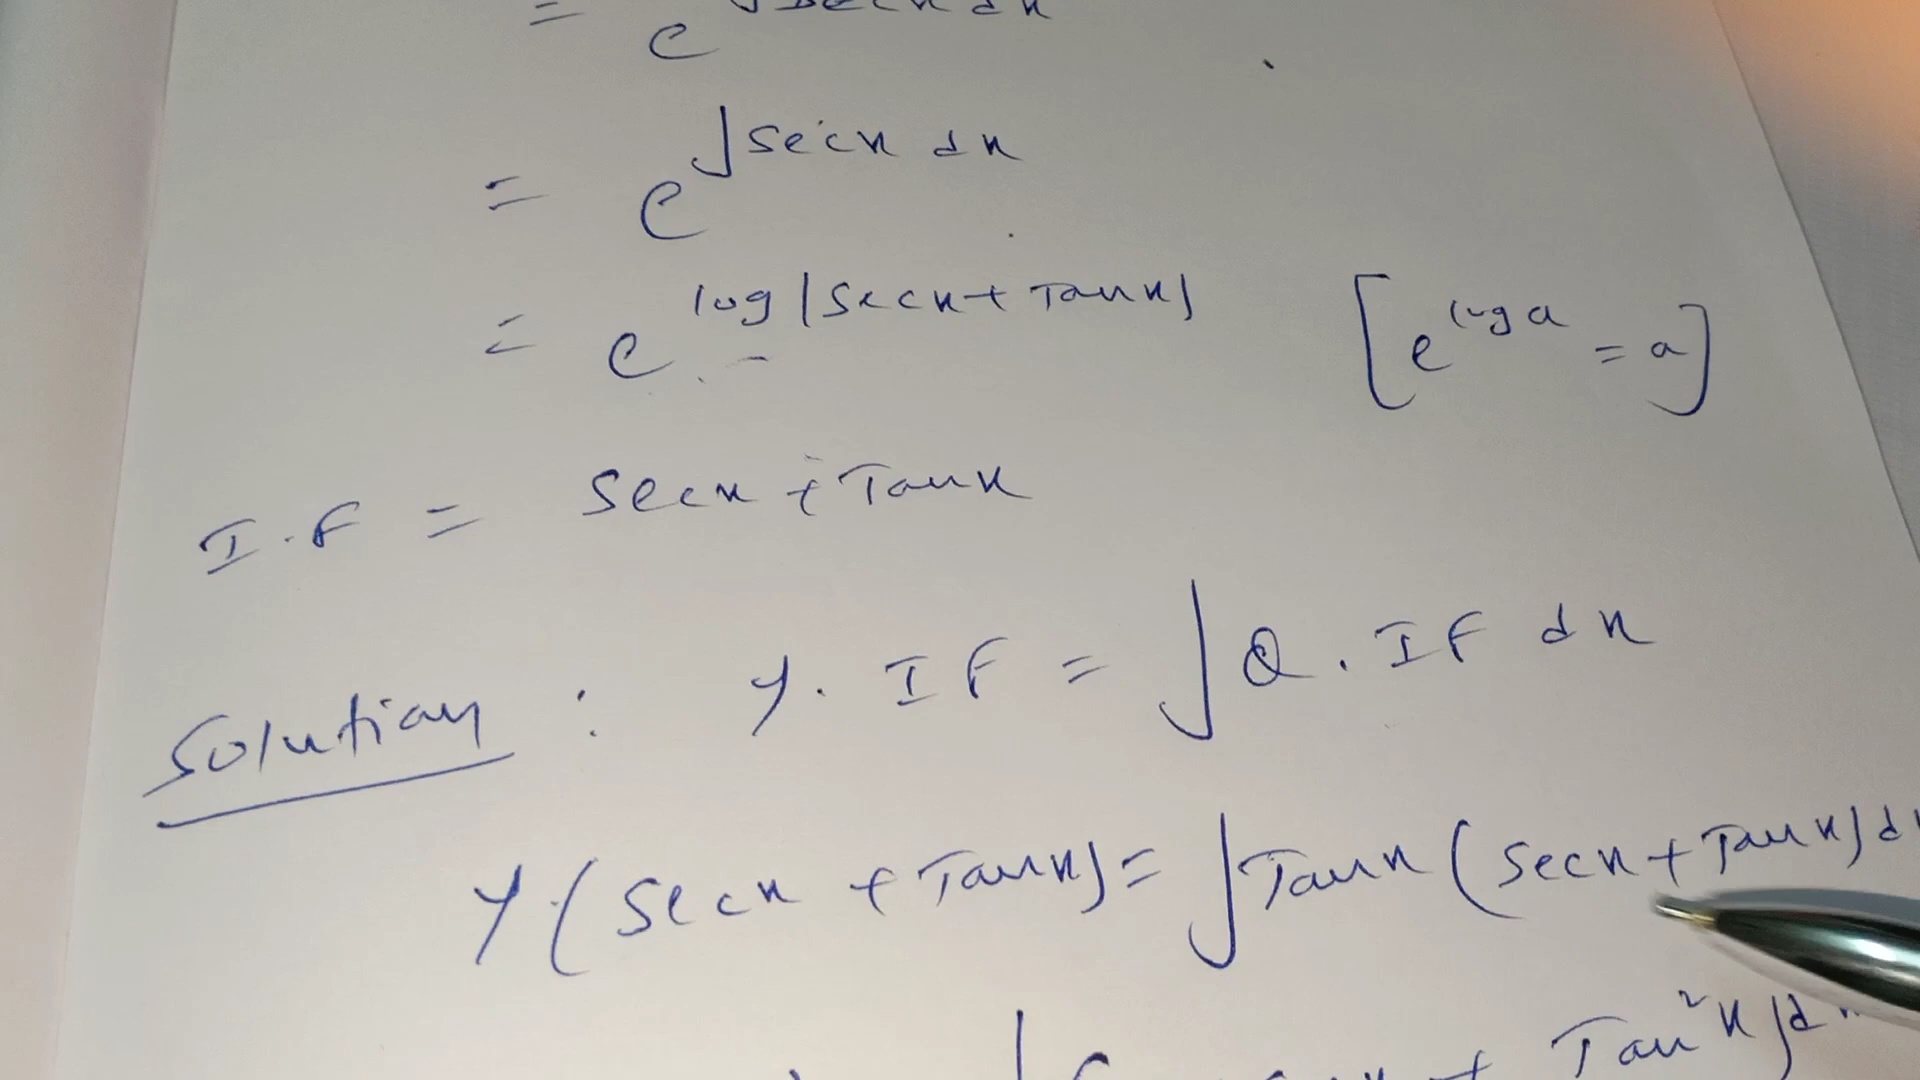 = e^∫secx dx
= e^∫secx dx
= e^log|secx + Tanx| [e^log a = a]
I.F = secx + Tanx
Solution : y. IF = ∫Q. IF dx
y.(secx + Tanx) = ∫Tanx (secx + Tanx) dx
Tan²x) d